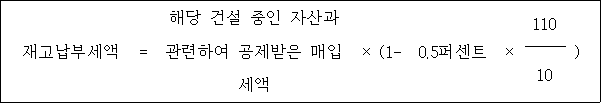 해당 건설 중인 자산과
재고납부세액 = 관련하여 공제받은 매입 × (1- 0.5퍼센트 × 110/10 )
세액